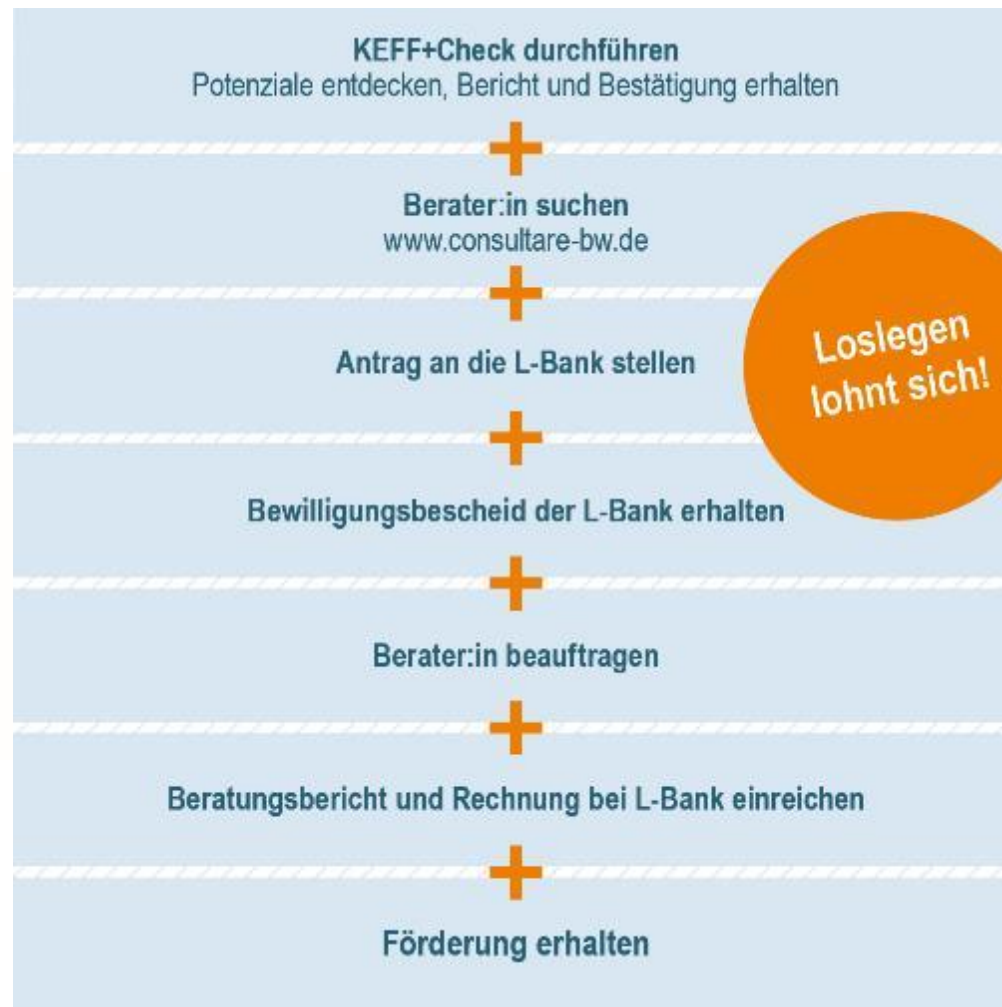 KEFF+Check durchführen
Potenziale entdecken, Bericht und Bestätigung erhalten
Berater:in suchen
www.consultare-bw.de
Loslegen
lohnt sich!
Antrag an die L-Bank stellen
Bewilligungsbescheid der L-Bank erhalten
Berater:in beauftragen
Beratungsbericht und Rechnung bei L-Bank einreichen
Förderung erhalten